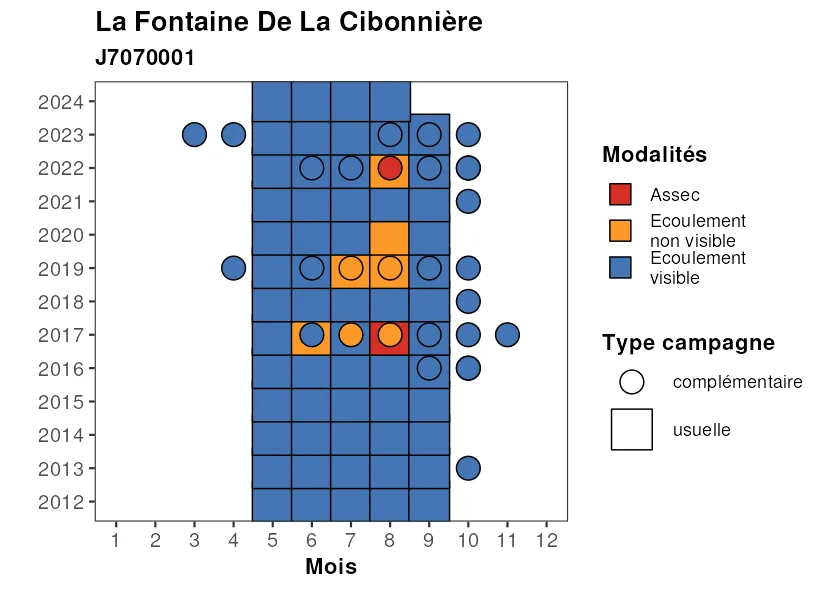 La Fontaine De La Cibonnière
J7070001
2024
2023
2022
2021
2020
2019
2018
2017
2016
2015
2014
2013
2012
1 2 3 4 5 6 7 8 9 10 11 12
Mois
Modalités
Assec
Ecoulement
non visible
Ecoulement
visible
Type campagne
complémentaire
usuelle